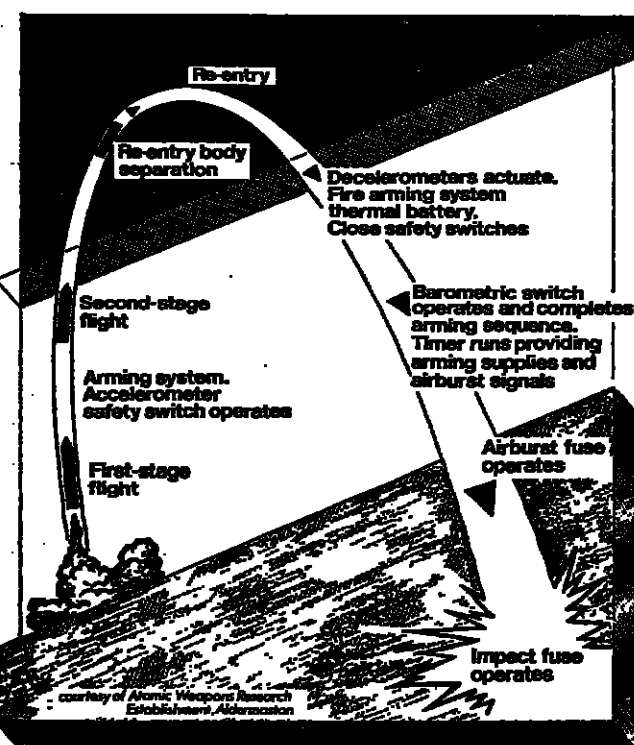 Re-entry
Re-entry body
separation
Decelerometers actuate.
Fire arming system
thermal battery.
Close safety switches
Second-stage
flight
Barometric switch
operates and completes
arming sequence.
Timer runs providing
arming supplies and
airburst signals
Arming system.
Accelerometer
safety switch operates
Airburst fuse
operates
First-stage
flight
Impact fuse
operates
courtesy of Atomic Weapons Research
Establishment, Aldermaston